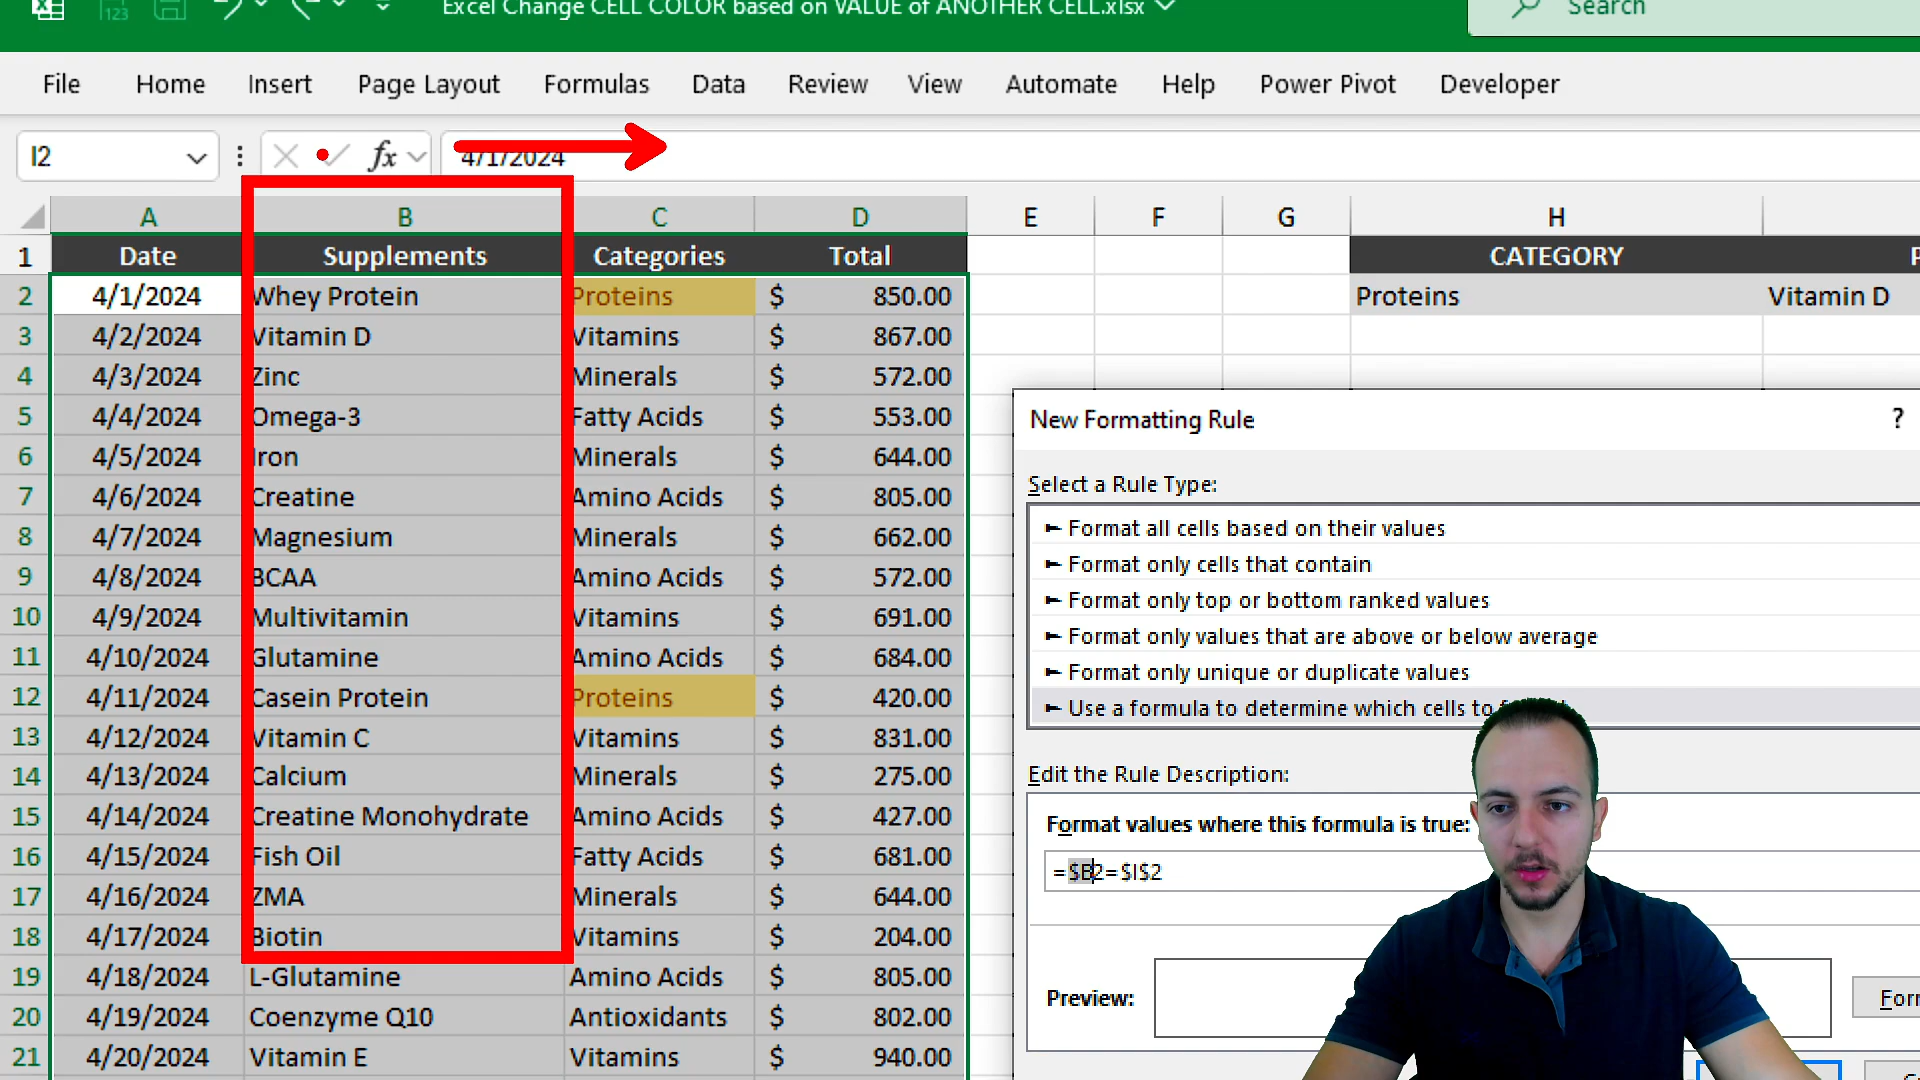 Excel Change CELL COLOR based on VALUE of ANOTHER CELL.xlsx
Search
File Home Insert Page Layout Formulas Data Review View Automate Help Power Pivot Developer
I2 fx 4/1/2024
A B C D E F G H
1 Date Supplements Categories Total CATEGORY
2 4/1/2024 Whey Protein Proteins $ 850.00 Proteins Vitamin D
3 4/2/2024 Vitamin D Vitamins $ 867.00
4 4/3/2024 Zinc Minerals $ 572.00
5 4/4/2024 Omega-3 Fatty Acids $ 553.00
6 4/5/2024 Iron Minerals $ 644.00
7 4/6/2024 Creatine Amino Acids $ 805.00
8 4/7/2024 Magnesium Minerals $ 662.00
9 4/8/2024 BCAA Amino Acids $ 572.00
10 4/9/2024 Multivitamin Vitamins $ 691.00
11 4/10/2024 Glutamine Amino Acids $ 684.00
12 4/11/2024 Casein Protein Proteins $ 420.00
13 4/12/2024 Vitamin C Vitamins $ 831.00
14 4/13/2024 Calcium Minerals $ 275.00
15 4/14/2024 Creatine Monohydrate Amino Acids $ 427.00
16 4/15/2024 Fish Oil Fatty Acids $ 681.00
17 4/16/2024 ZMA Minerals $ 644.00
18 4/17/2024 Biotin Vitamins $ 204.00
19 4/18/2024 L-Glutamine Amino Acids $ 805.00
20 4/19/2024 Coenzyme Q10 Antioxidants $ 802.00
21 4/20/2024 Vitamin E Vitamins $ 940.00
New Formatting Rule ?
Select a Rule Type:
► Format all cells based on their values
► Format only cells that contain
► Format only top or bottom ranked values
► Format only values that are above or below average
► Format only unique or duplicate values
► Use a formula to determine which cells to
Edit the Rule Description:
Format values where this formula is true:
=$B2=$I$2
Preview: